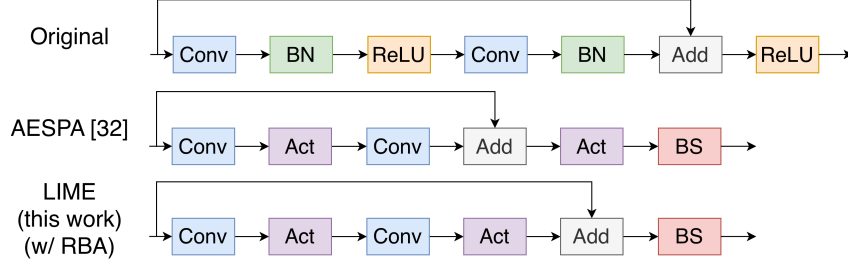 Original
Conv BN ReLU Conv BN Add ReLU
AESPA [32]
Conv Act Conv Add Act BS
LIME
(this work)
(w/ RBA)
Conv Act Conv Act Add BS